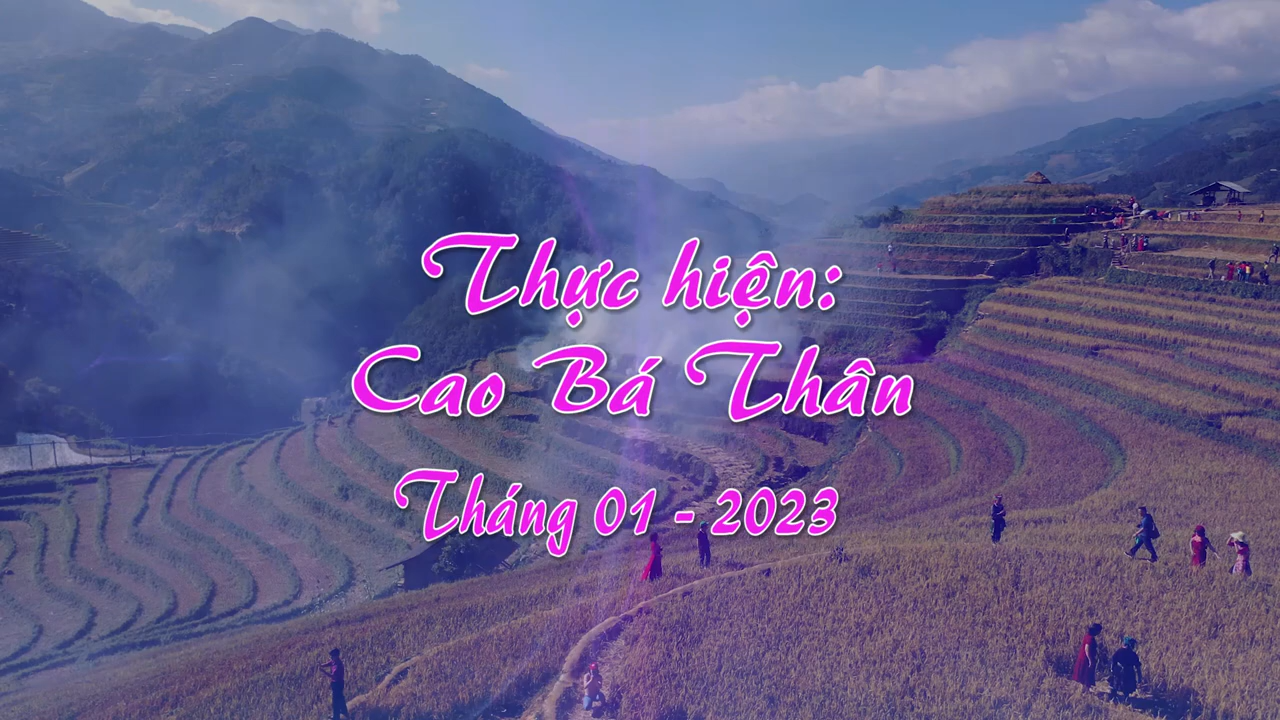 Thực hiện:
Cao Bá Thân
Tháng 01 - 2023